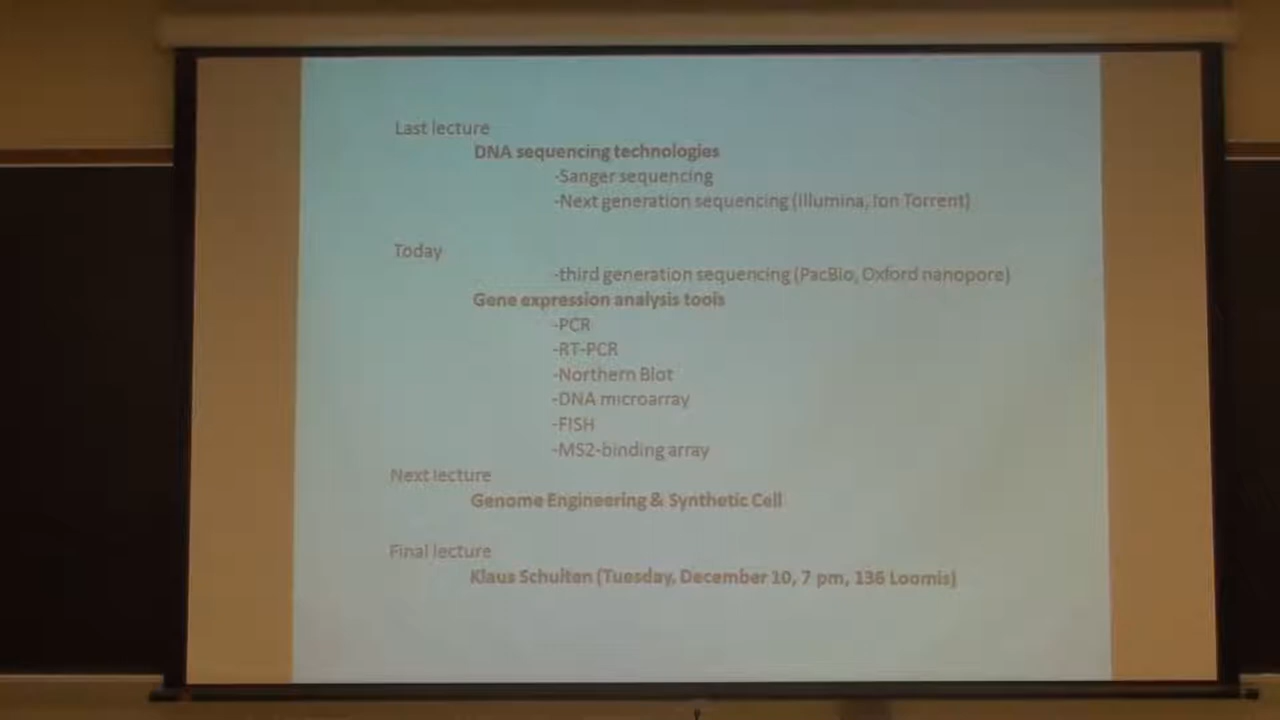 Last lecture
DNA sequencing technologies
-Sanger sequencing
-Next generation sequencing (Illumina, Ion Torrent)
Today
-third generation sequencing (PacBio, Oxford nanopore)
Gene expression analysis tools
-PCR
-RT-PCR
-Northern Blot
-DNA microarray
-FISH
-MS2-binding array
Next lecture
Genome Engineering & Synthetic Cell
Final lecture
Klaus Schulten (Tuesday, December 10, 7 pm, 136 Loomis)